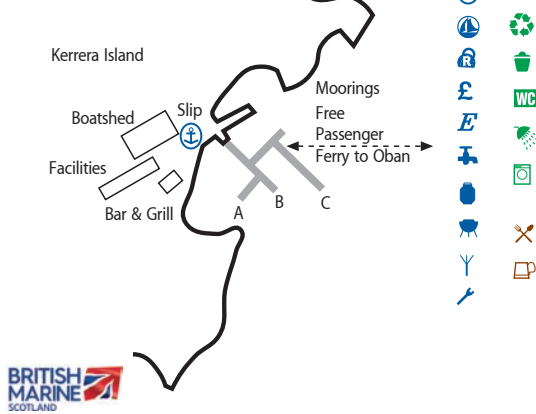 Kerrera Island
Moorings
Slip
Free
Boatshed
Passenger
Ferry to Oban
Facilities
Bar & Grill
A
B
C
R
£
E
WC
BRITISH
MARINE
SCOTLAND